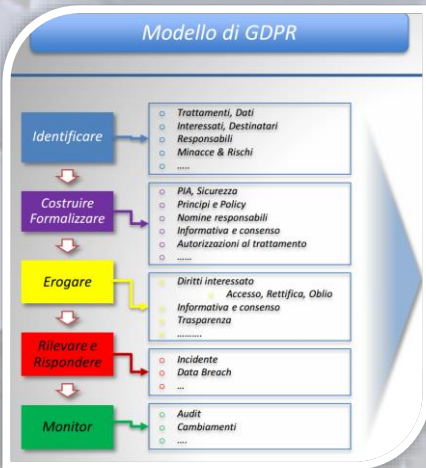 Modello di GDPR
Identificare
Trattamenti, Dati
Interessati, Destinatari
Responsabili
Minacce & Rischi
.....
Costruire
Formalizzare
PIA, Sicurezza
Principi e Policy
Nomine responsabili
Informativa e consenso
Autorizzazioni al trattamento
......
Erogare
Diritti interessato
Accesso, Rettifica, Oblio
Informativa e consenso
Trasparenza
..........
Rilevare e
Rispondere
Incidente
Data Breach
...
Monitor
Audit
Cambiamenti
....